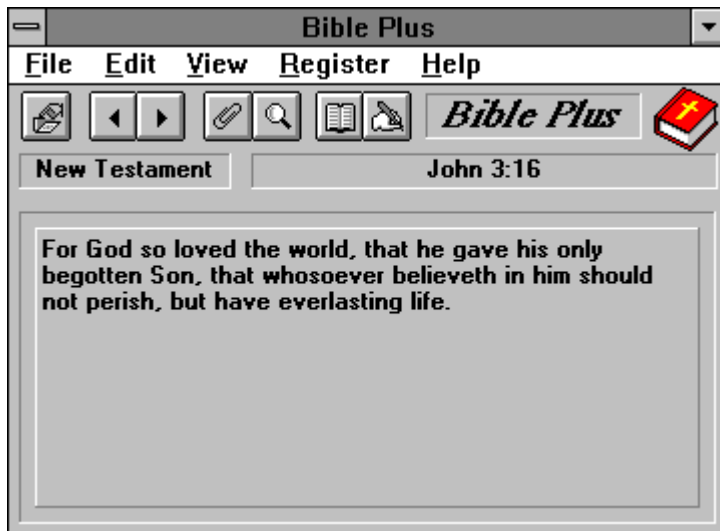 Bible Plus
File Edit View Register Help
Bible Plus
New Testament John 3:16
For God so loved the world, that he gave his only
begotten Son, that whosoever believeth in him should
not perish, but have everlasting life.